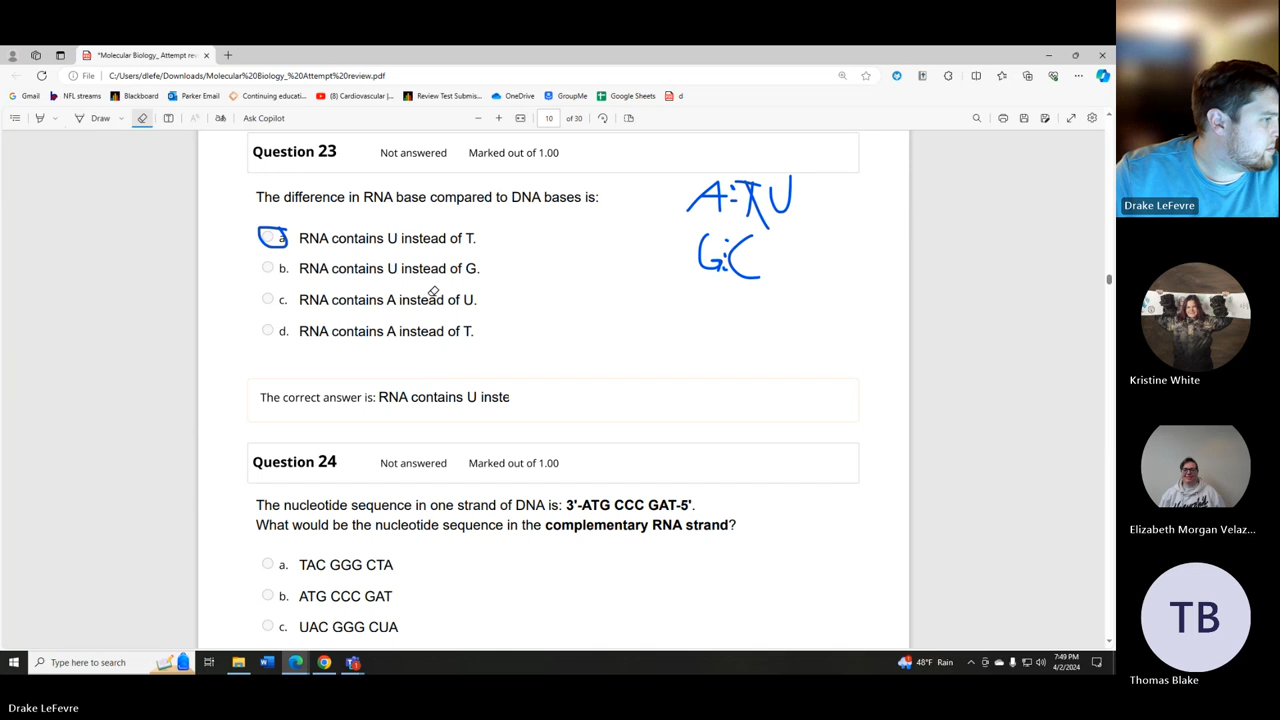 *Molecular Biology_ Attempt re
File
C:/Users/dlefe/Downloads/Molecular%20Biology_%20Attempt%20review.pdf
Gmail
NFL streams
Blackboard
Parker Email
Continuing educati...
(8) Cardiovascular |...
Review Test Submis...
OneDrive
GroupMe
Google Sheets
d
Draw
10
of 30
Ask Copilot
Question 23
Not answered
Marked out of 1.00
The difference in RNA base compared to DNA bases is:
A:T U
G:C
a. RNA contains U instead of T.
b. RNA contains U instead of G.
c. RNA contains A instead of U.
d. RNA contains A instead of T.
The correct answer is: RNA contains U inste
Question 24
Not answered
Marked out of 1.00
The nucleotide sequence in one strand of DNA is: 3'-ATG CCC GAT-5'.
What would be the nucleotide sequence in the complementary RNA strand?
a. TAC GGG CTA
b. ATG CCC GAT
c. UAC GGG CUA
Type here to search
48°F Rain
7:49 PM
4/2/2024
Drake LeFevre
Drake LeFevre
Kristine White
Elizabeth Morgan Velaz...
TB
Thomas Blake